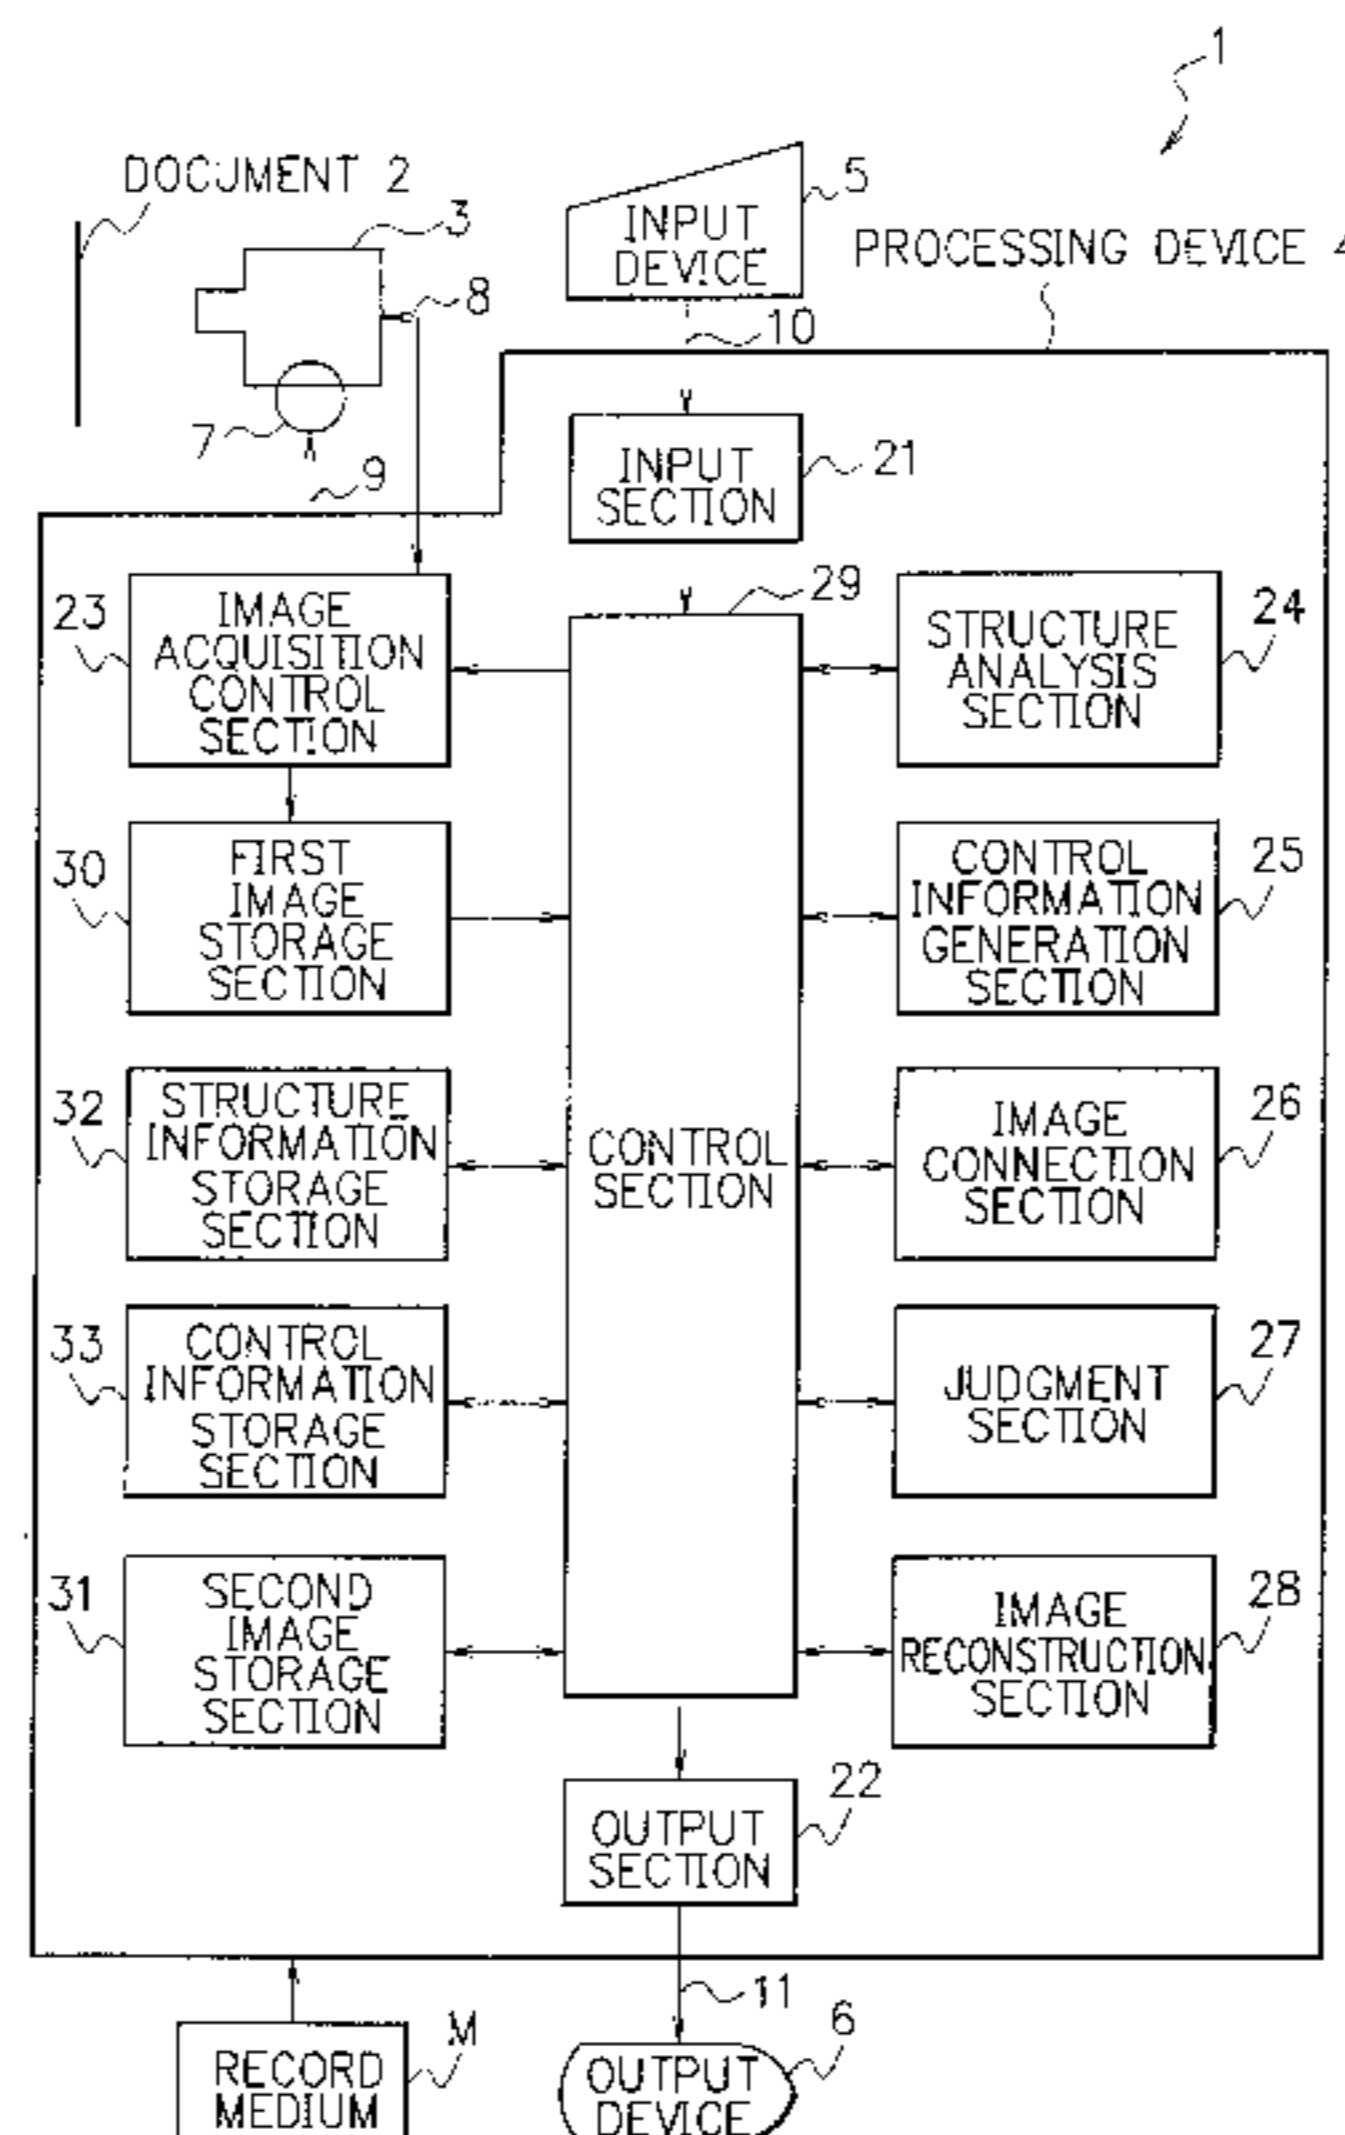 1
DOCUMENT 2
3
8
7
9
INPUT
DEVICE
5
10
PROCESSING DEVICE 4
INPUT
SECTION
21
23
IMAGE
ACQUISITION
CONTROL
SECTION
29
STRUCTURE
ANALYSIS
SECTION
24
30
FIRST
IMAGE
STORAGE
SECTION
CONTROL
INFORMATION
GENERATION
SECTION
25
32
STRUCTURE
INFORMATION
STORAGE
SECTION
CONTROL
SECTION
IMAGE
CONNECTION
SECTION
26
33
CONTROL
INFORMATION
STORAGE
SECTION
JUDGMENT
SECTION
27
31
SECOND
IMAGE
STORAGE
SECTION
IMAGE
RECONSTRUCTION
SECTION
28
OUTPUT
SECTION
22
11
RECORD
MEDIUM
M
OUTPUT
DEVICE
6